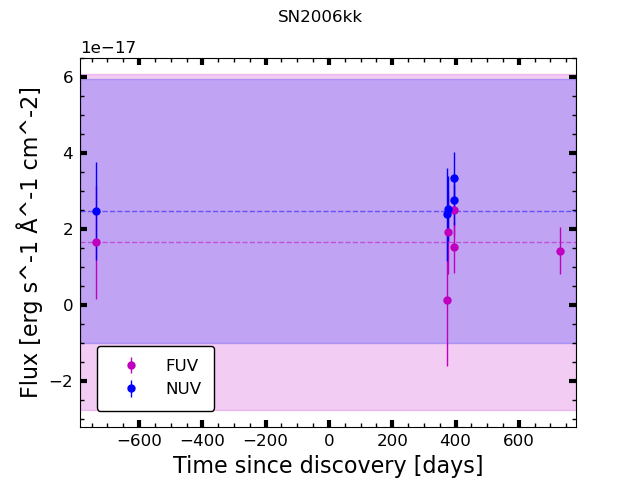 SN2006kk
1e−17
6
4
2
0
−2
Flux [erg s^-1 Å^-1 cm^-2]
FUV
NUV
−600 −400 −200 0 200 400 600
Time since discovery [days]